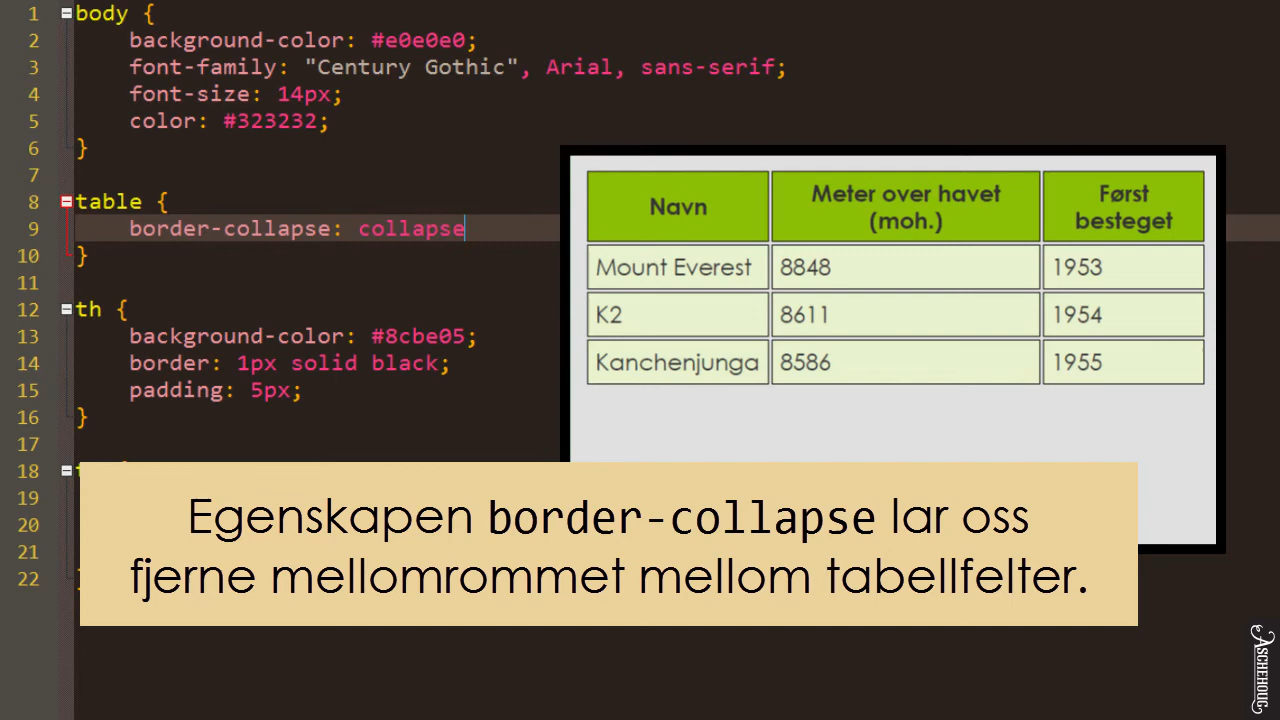 1 body {
2 background-color: #e0e0e0;
3 font-family: "Century Gothic", Arial, sans-serif;
4 font-size: 14px;
5 color: #323232;
6 }
7
8 table {
9 border-collapse: collapse
10 }
11
12 th {
13 background-color: #8cbe05;
14 border: 1px solid black;
15 padding: 5px;
16 }
17
18
19
20
21
22
Navn Meter over havet (moh.) Først besteget
Mount Everest 8848 1953
K2 8611 1954
Kanchenjunga 8586 1955
Egenskapen border-collapse lar oss
fjerne mellomrommet mellom tabellfelter.
ASCHEHOUG